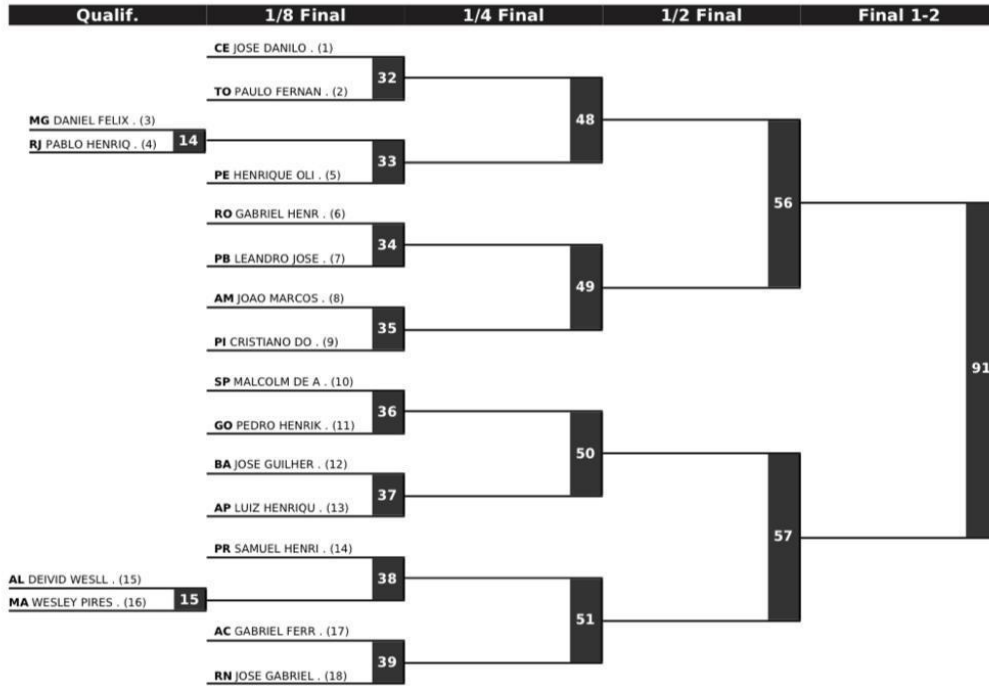 Qualif. 1/8 Final 1/4 Final 1/2 Final Final 1-2
CE JOSE DANILO . (1)
32
TO PAULO FERNAN . (2)
48
MG DANIEL FELIX . (3)
14
RJ PABLO HENRIQ . (4)
33
PE HENRIQUE OLI . (5)
56
RO GABRIEL HENR . (6)
34
PB LEANDRO JOSE . (7)
49
AM JOAO MARCOS . (8)
35
PI CRISTIANO DO . (9)
91
SP MALCOLM DE A . (10)
36
GO PEDRO HENRIK . (11)
50
BA JOSE GUILHER . (12)
37
AP LUIZ HENRIQU . (13)
57
PR SAMUEL HENRI . (14)
38
AL DEIVID WESLL . (15)
15
MA WESLEY PIRES . (16)
51
AC GABRIEL FERR . (17)
39
RN JOSE GABRIEL . (18)